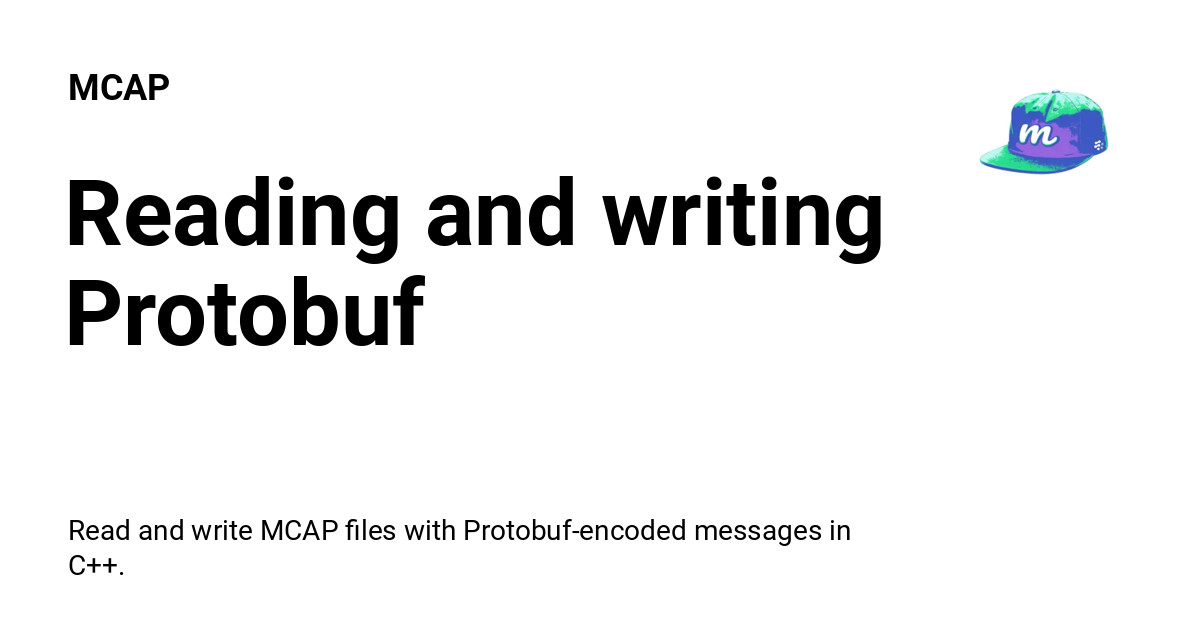 MCAP
m
Reading and writing
Protobuf
Read and write MCAP files with Protobuf-encoded messages in
C++.